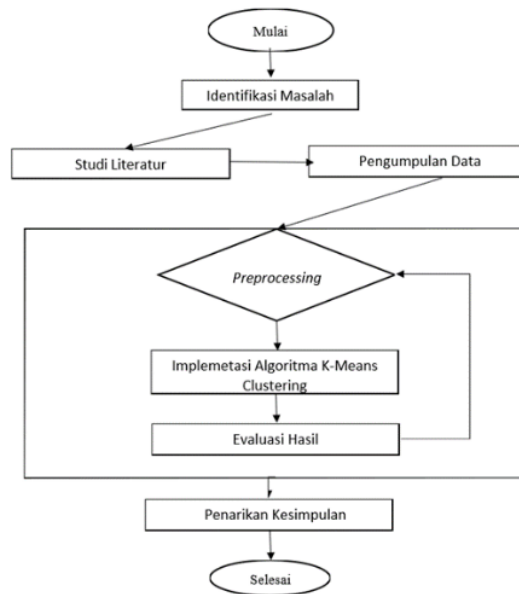 Mulai
Identifikasi Masalah
Studi Literatur
Pengumpulan Data
Preprocessing
Implemetasi Algoritma K-Means
Clustering
Evaluasi Hasil
Penarikan Kesimpulan
Selesai